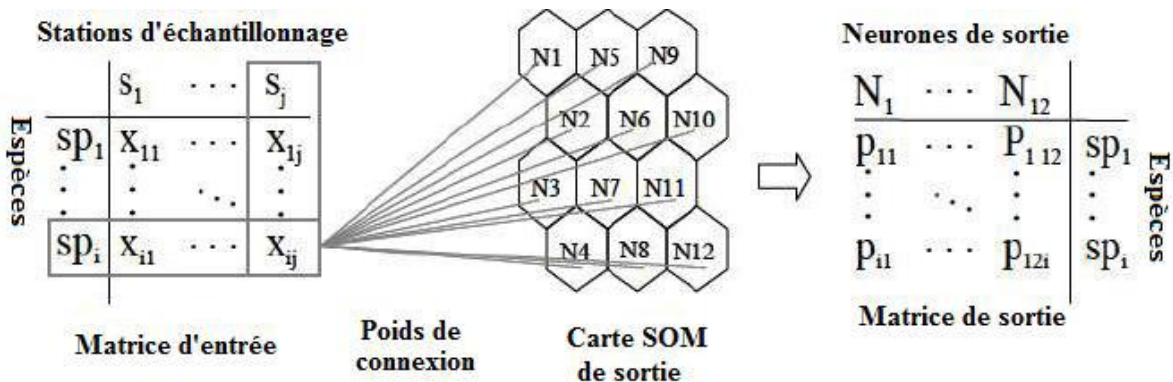 Stations d'échantillonnage
s1 ··· sj
Espèces
sp1 x11 ··· x1j
spi xi1 ··· xij
Matrice d'entrée
Poids de
connexion
N1 N5 N9
N2 N6 N10
N3 N7 N11
N4 N8 N12
Carte SOM
de sortie
Neurones de sortie
N1 ··· N12
p11 ··· P1 12 sp1
pi1 ··· p12i spi
Espèces
Matrice de sortie